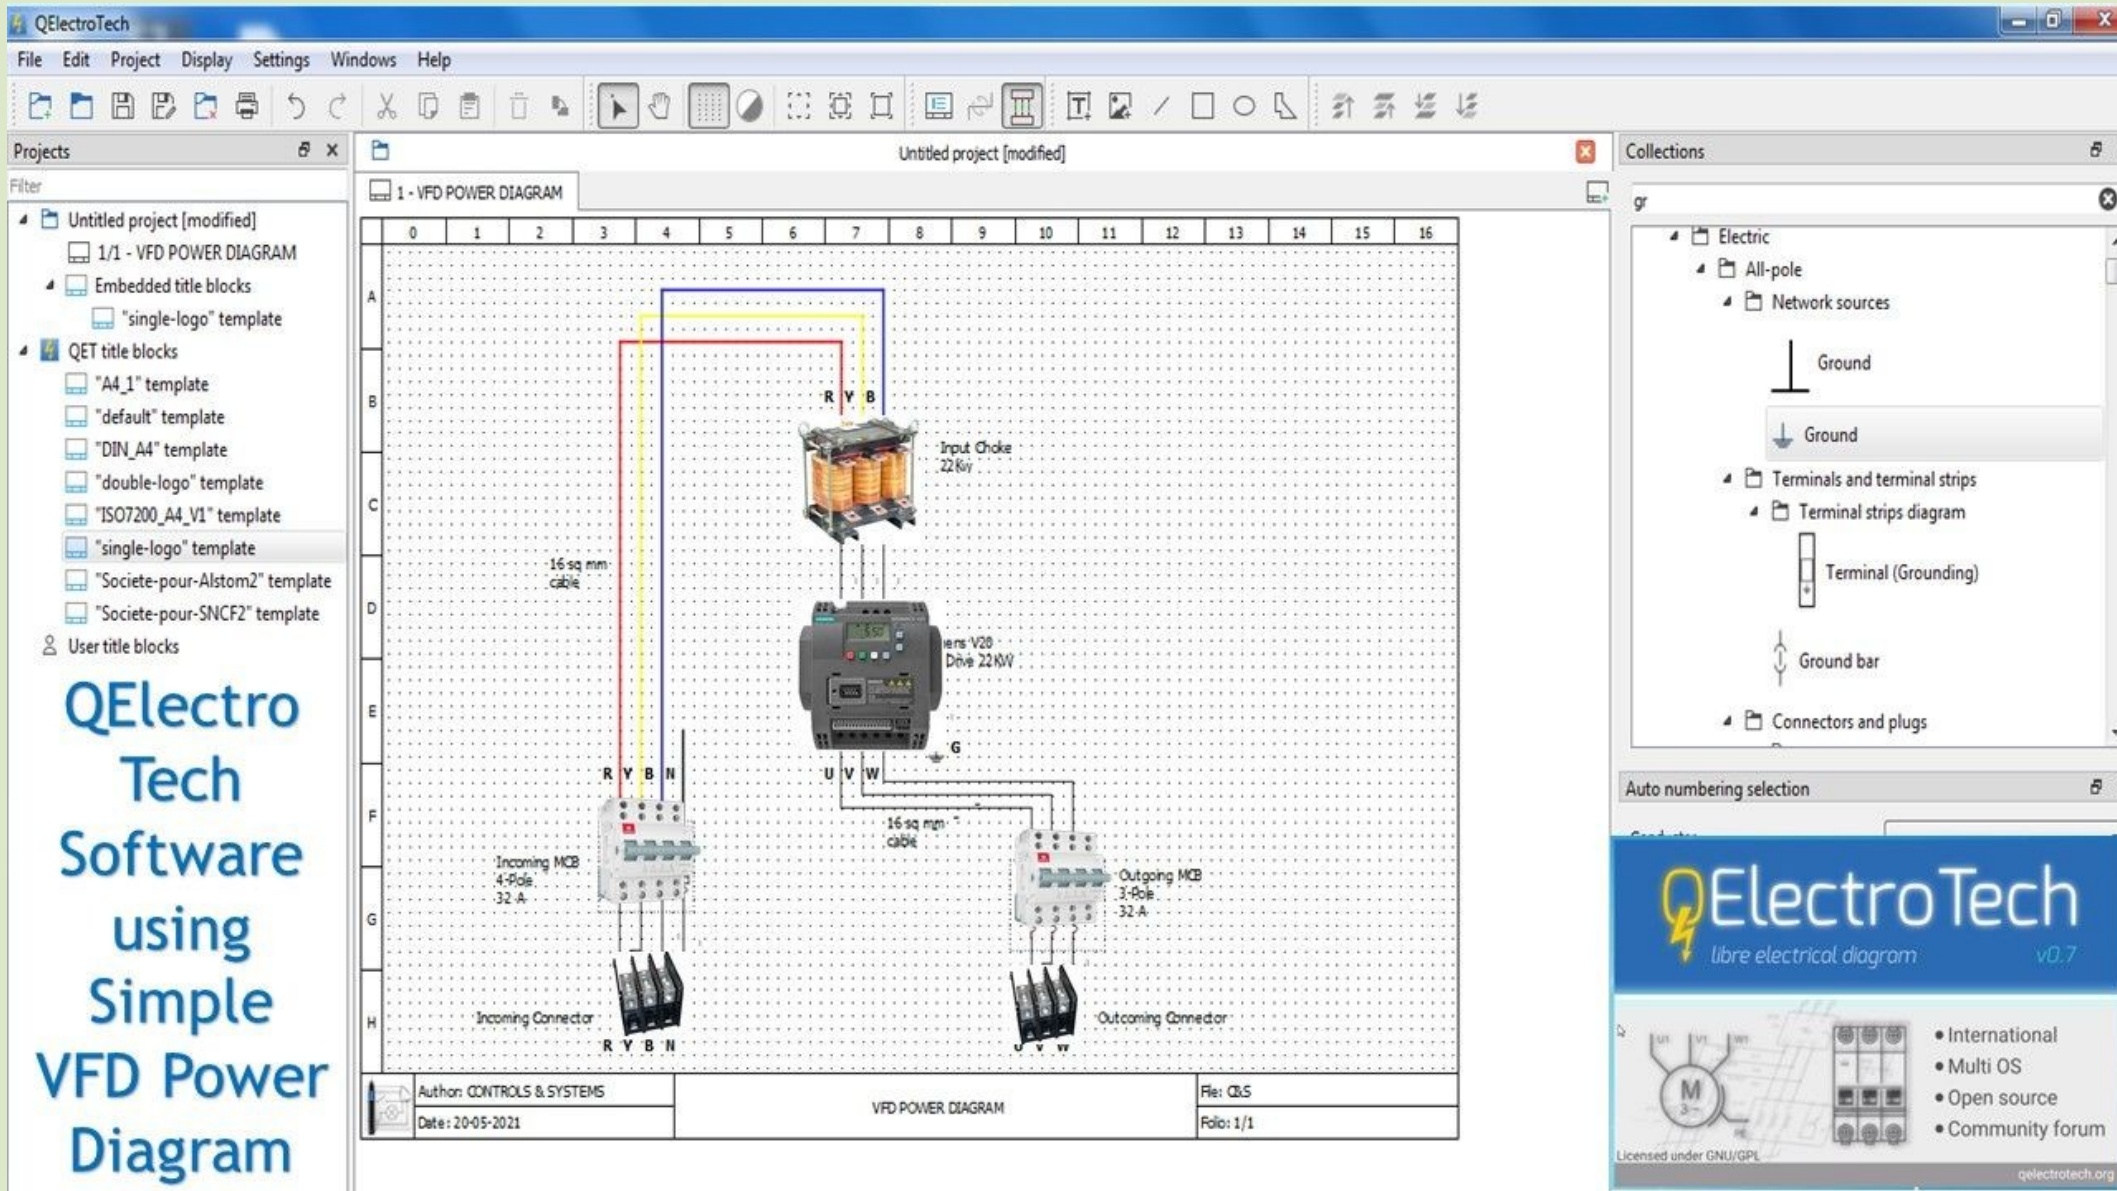 QElectroTech
File Edit Project Display Settings Windows Help
Projects
Filter
Untitled project [modified]
1/1 - VFD POWER DIAGRAM
Embedded title blocks
"single-logo" template
QET title blocks
"A4_1" template
"default" template
"DIN_A4" template
"double-logo" template
"ISO7200_A4_V1" template
"single-logo" template
"Societe-pour-Alstom2" template
"Societe-pour-SNCF2" template
User title blocks
QElectro
Tech
Software
using
Simple
VFD Power
Diagram
Untitled project [modified]
1 - VFD POWER DIAGRAM
0 1 2 3 4 5 6 7 8 9 10 11 12 13 14 15 16
A
B
C
D
E
F
G
H
R Y B
Input Choke
22 Kw
16 sq mm
cable
ens V20
Drive 22 KW
G
R Y B N
U V W
16 sq mm
cable
Incoming MCB
4-Pole
32 A
Outgoing MCB
3-Pole
32 A
Incoming Connector
R Y B N
Outcoming Connector
U V W
Author: CONTROLS & SYSTEMS
Date: 20-05-2021
VFD POWER DIAGRAM
File: C&S
Folio: 1/1
Collections
gr
Electric
All-pole
Network sources
Ground
Ground
Terminals and terminal strips
Terminal strips diagram
Terminal (Grounding)
Ground bar
Connectors and plugs
Auto numbering selection
QElectroTech
libre electrical diagram v0.7
U1 V1 W1
M
3~
PE
• International
• Multi OS
• Open source
• Community forum
Licensed under GNU/GPL
qelectrotech.org